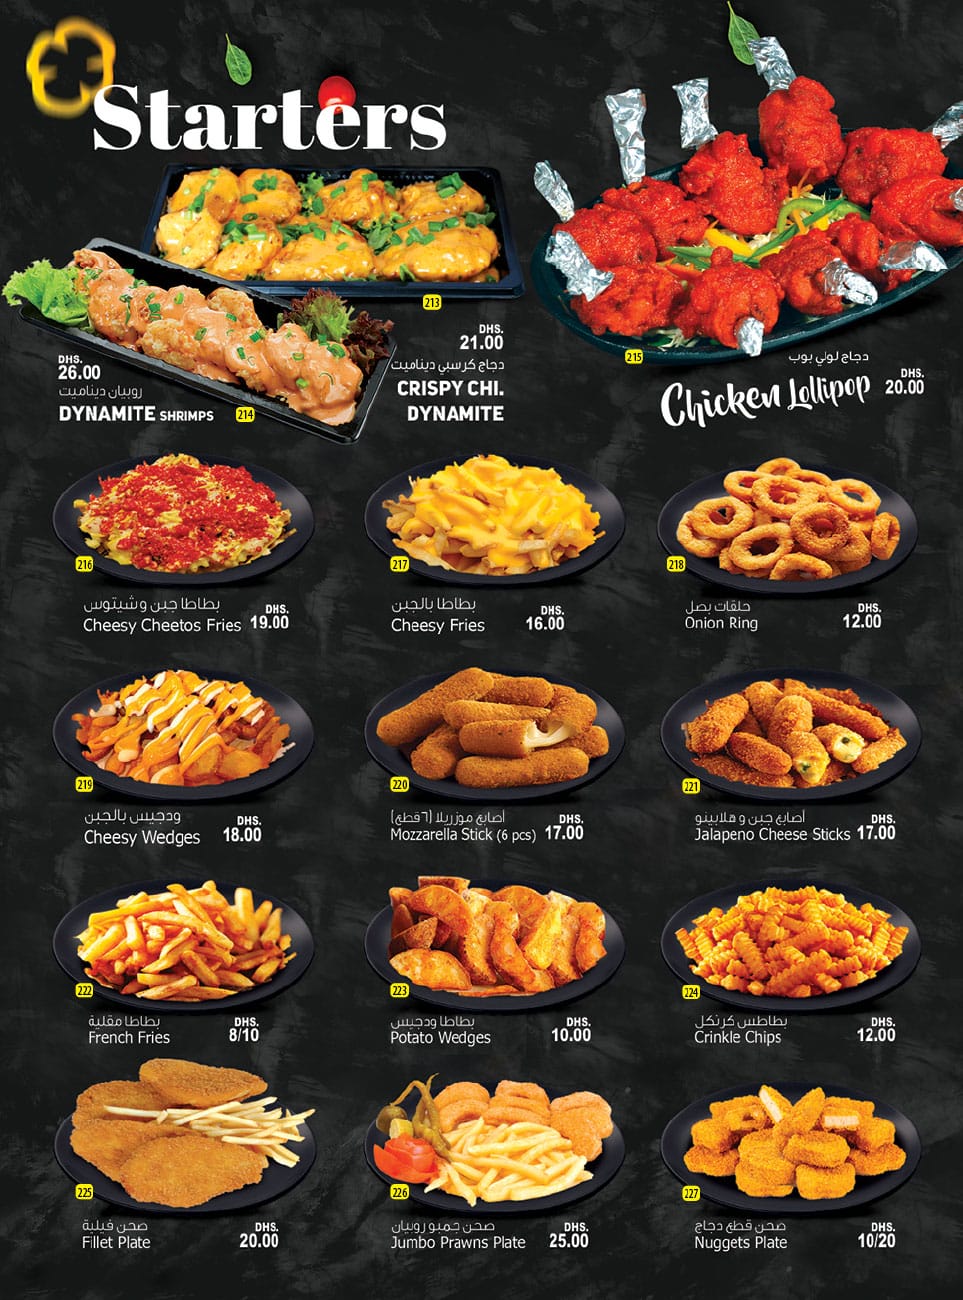 Starters
213
DHS.
21.00
دجاج كرسبي ديناميت
CRISPY CHI.
DYNAMITE
DHS.
26.00
روبيان ديناميت
DYNAMITE SHRIMPS
214
215
دجاج لولي بوب
Chicken Lollipop
DHS.
20.00
216
بطاطا جبن و شيتوس
Cheesy Cheetos Fries
DHS.
19.00
217
بطاطا بالجبن
Cheesy Fries
DHS.
16.00
218
حلقات بصل
Onion Ring
DHS.
12.00
219
ودجيس بالجبن
Cheesy Wedges
DHS.
18.00
220
أصابع موزريلا (٦ قطع)
Mozzarella Stick (6 pcs)
DHS.
17.00
221
أصابع جبن و هلابينو
Jalapeno Cheese Sticks
DHS.
17.00
222
بطاطا مقلية
French Fries
DHS.
8/10
223
بطاطا ودجيس
Potato Wedges
DHS.
10.00
224
بطاطس كرنكل
Crinkle Chips
DHS.
12.00
225
صحن فيلية
Fillet Plate
DHS.
20.00
226
صحن جمبو روبيان
Jumbo Prawns Plate
DHS.
25.00
227
صحن قطع دجاج
Nuggets Plate
DHS.
10/20